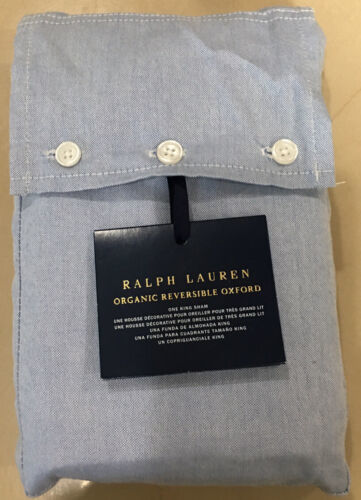 RALPH LAUREN
ORGANIC REVERSIBLE OXFORD
ONE KING SHAM
UNE HOUSSE DÉCORATIVE POUR OREILLER POUR TRÈS GRAND LIT
UNE HOUSSE DÉCORATIVE POUR OREILLER DE TRÈS GRAND LIT
UNA FUNDA DE ALMOHADA KING
UNA FUNDA PARA CUADRANTE TAMAÑO KING
UN COPRIGUANCIALE KING